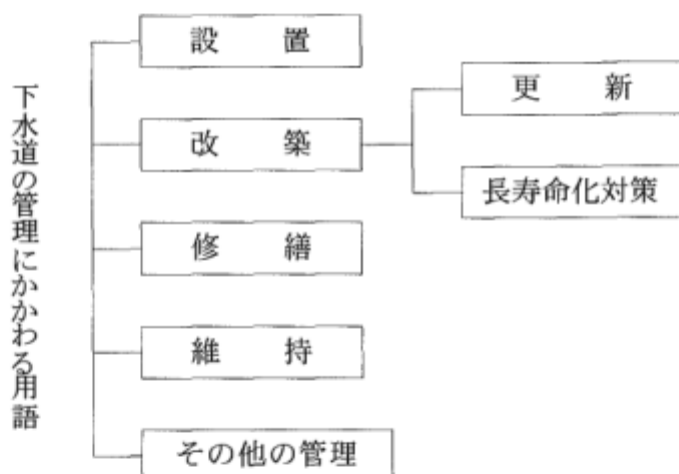 下水道の管理にかかわる用語
設置
改築
更新
長寿命化対策
修繕
維持
その他の管理